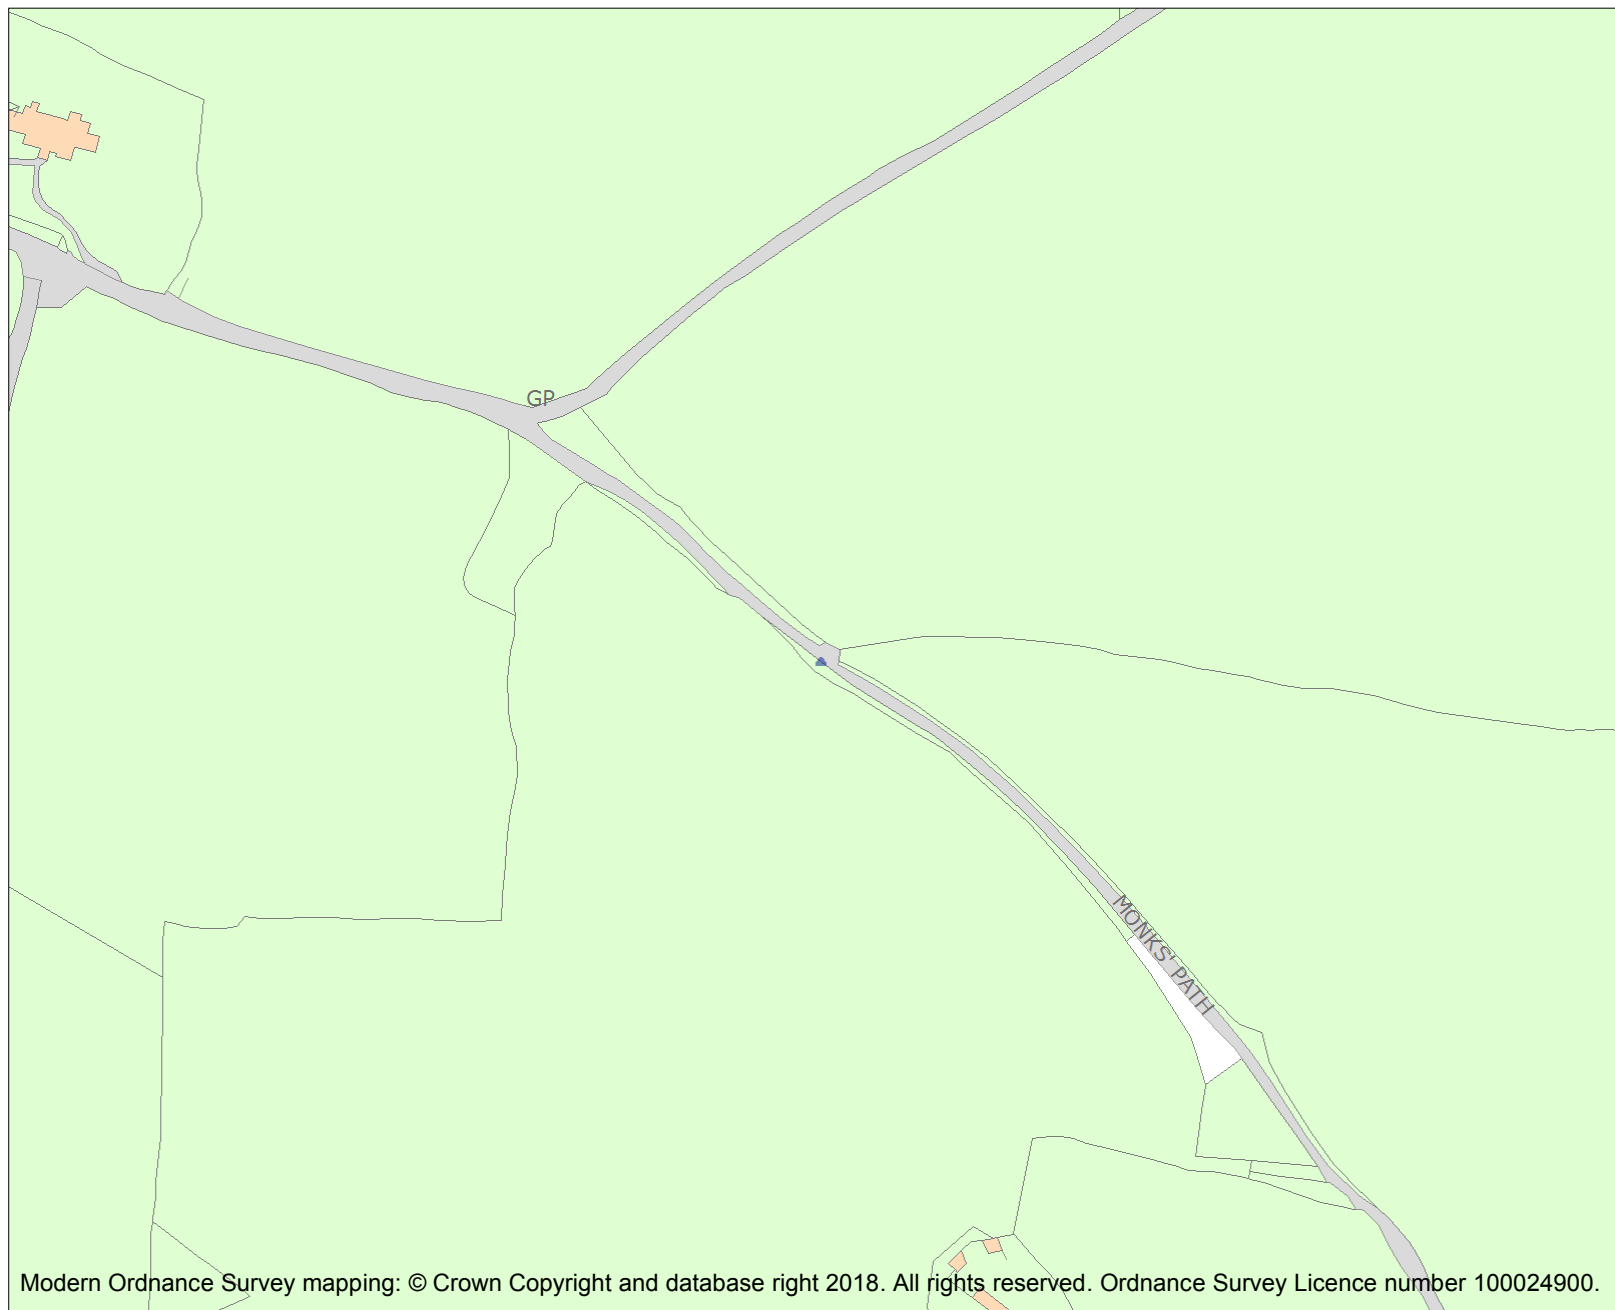 GP
MONKS' PATH
Modern Ordnance Survey mapping: © Crown Copyright and database right 2018. All rights reserved. Ordnance Survey Licence number 100024900.